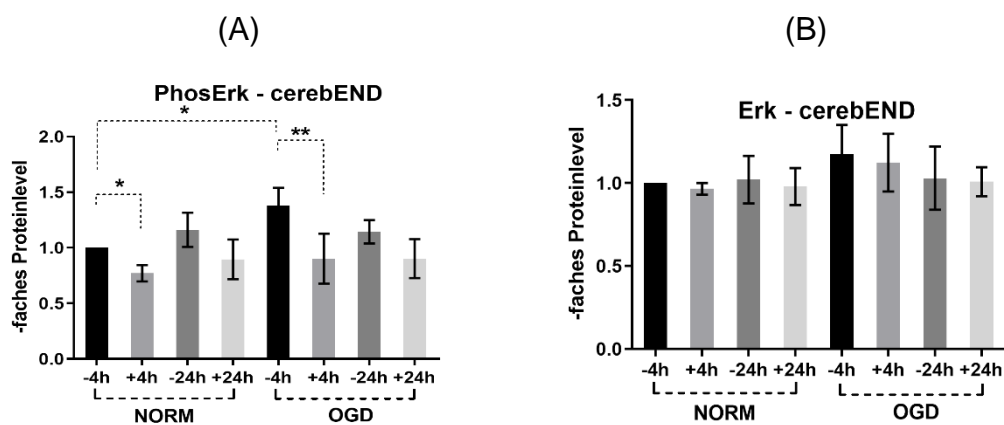 (A)
PhosErk - cerebEND
*
*
**
-faches Proteinlevel
2.0
1.5
1.0
0.5
0.0
-4h +4h -24h +24h -4h +4h -24h +24h
NORM OGD
(B)
Erk - cerebEND
-faches Proteinlevel
1.5
1.0
0.5
0.0
-4h +4h -24h +24h -4h +4h -24h +24h
NORM OGD